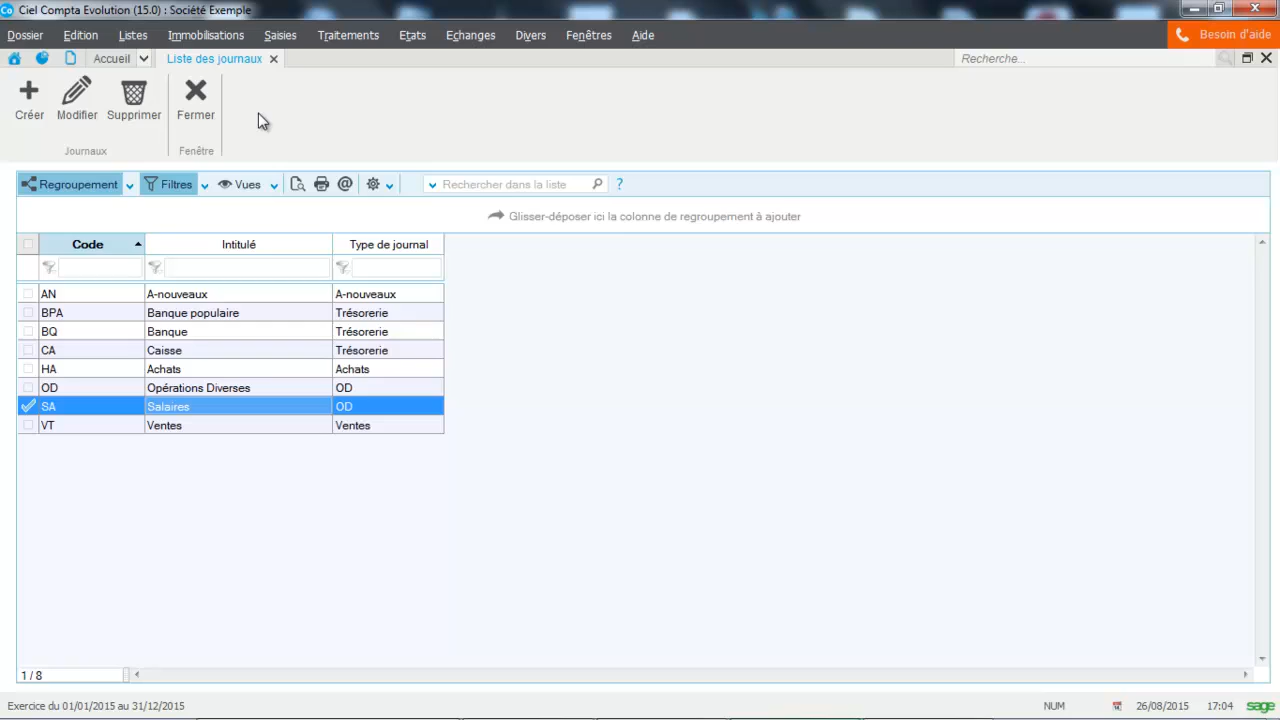 Ciel Compta Evolution (15.0) : Société Exemple
Dossier Edition Listes Immobilisations Saisies Traitements Etats Echanges Divers Fenêtres Aide Besoin d'aide
Accueil Liste des journaux Recherche...
Créer Modifier Supprimer Fermer
Journaux Fenêtre
Regroupement Filtres Vues @ Rechercher dans la liste ?
Glisser-déposer ici la colonne de regroupement à ajouter
Code Intitulé Type de journal
AN A-nouveaux A-nouveaux
BPA Banque populaire Trésorerie
BQ Banque Trésorerie
CA Caisse Trésorerie
HA Achats Achats
OD Opérations Diverses OD
SA Salaires OD
VT Ventes Ventes
1 / 8
Exercice du 01/01/2015 au 31/12/2015 NUM 26/08/2015 17:04 sage